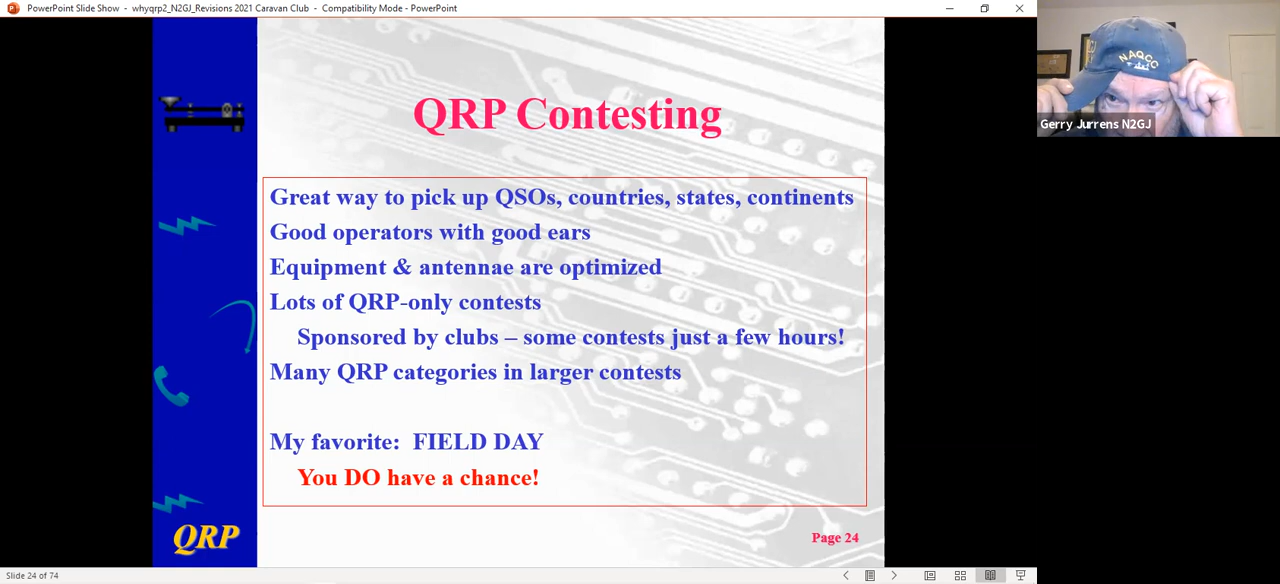 PowerPoint Slide Show - whyqrp2_N2GJ_Revisions 2021 Caravan Club - Compatibility Mode - PowerPoint
NAQCC
Gerry Jurrens N2GJ
QRP Contesting
Great way to pick up QSOs, countries, states, continents
Good operators with good ears
Equipment & antennae are optimized
Lots of QRP-only contests
Sponsored by clubs – some contests just a few hours!
Many QRP categories in larger contests
My favorite: FIELD DAY
You DO have a chance!
QRP
Page 24
Slide 24 of 74